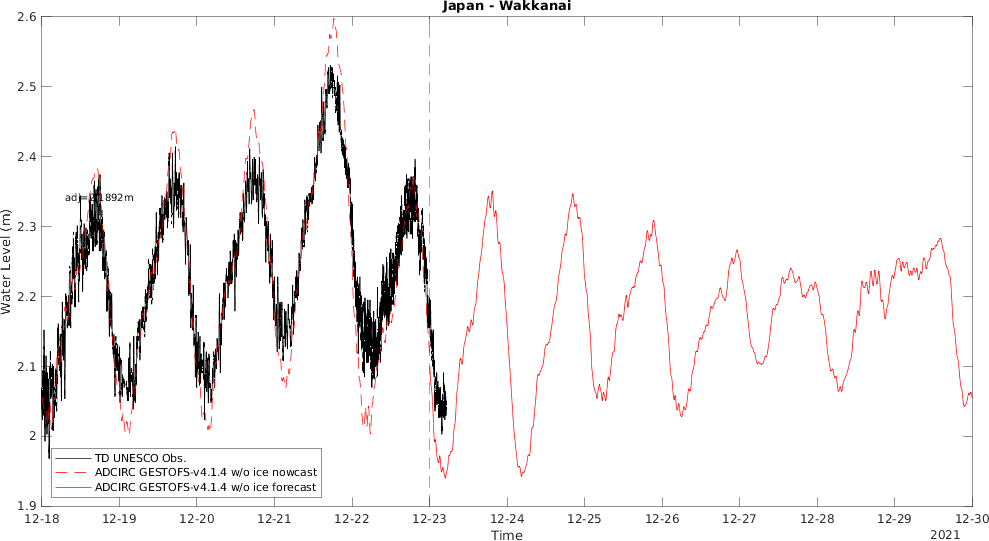 Japan - Wakkanai
2.6
2.5
2.4
2.3
2.2
2.1
2
1.9
Water Level (m)
TD UNESCO Obs.
ADCIRC GESTOFS-v4.1.4 w/o ice nowcast
ADCIRC GESTOFS-v4.1.4 w/o ice forecast
12-18 12-19 12-20 12-21 12-22 12-23 12-24 12-25 12-26 12-27 12-28 12-29 12-30
Time
2021